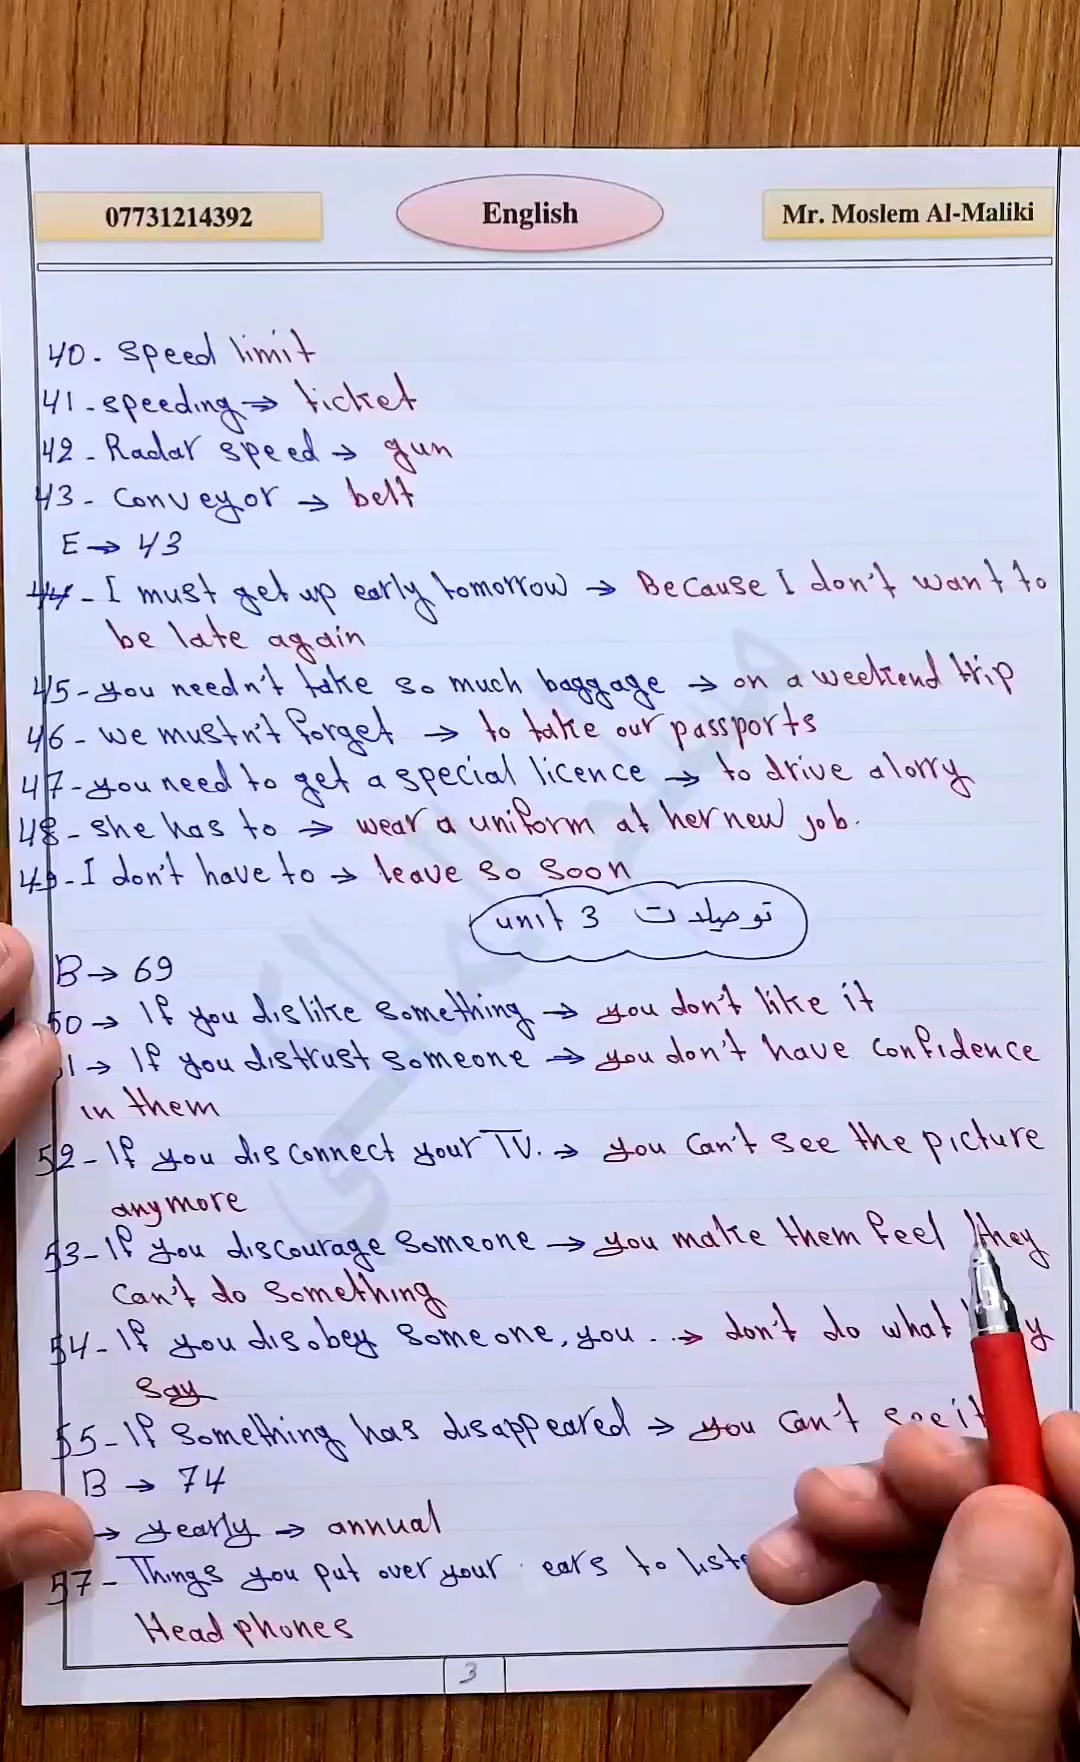 07731214392
English
Mr. Moslem Al-Maliki
40. speed limit
41-speeding → ticket
42-Radar speed → gun
43-Conveyor → belt
E → 43
44-I must get up early tomorrow → Because I don't want to
be late again
45-you needn't take so much baggage → on a weekend trip
46-we mustn't forget → to take our passports
47-you need to get a special licence → to drive a lorry
48-she has to → wear a uniform at her new job.
49-I don't have to → leave so soon
unit 3 توصيلات
B → 69
50 → If you dislike something → you don't like it
1 → If you distrust someone → you don't have confidence
in them
52-If you disconnect your TV. → you can't see the picture
anymore
53-If you discourage someone → you make them feel they
can't do something
54-If you disobey someone, you .. → don't do what
say
55-If something has disappeared → you can't see it
B → 74
→ yearly → annual
57-Things you put over your ears to
Headphones
3